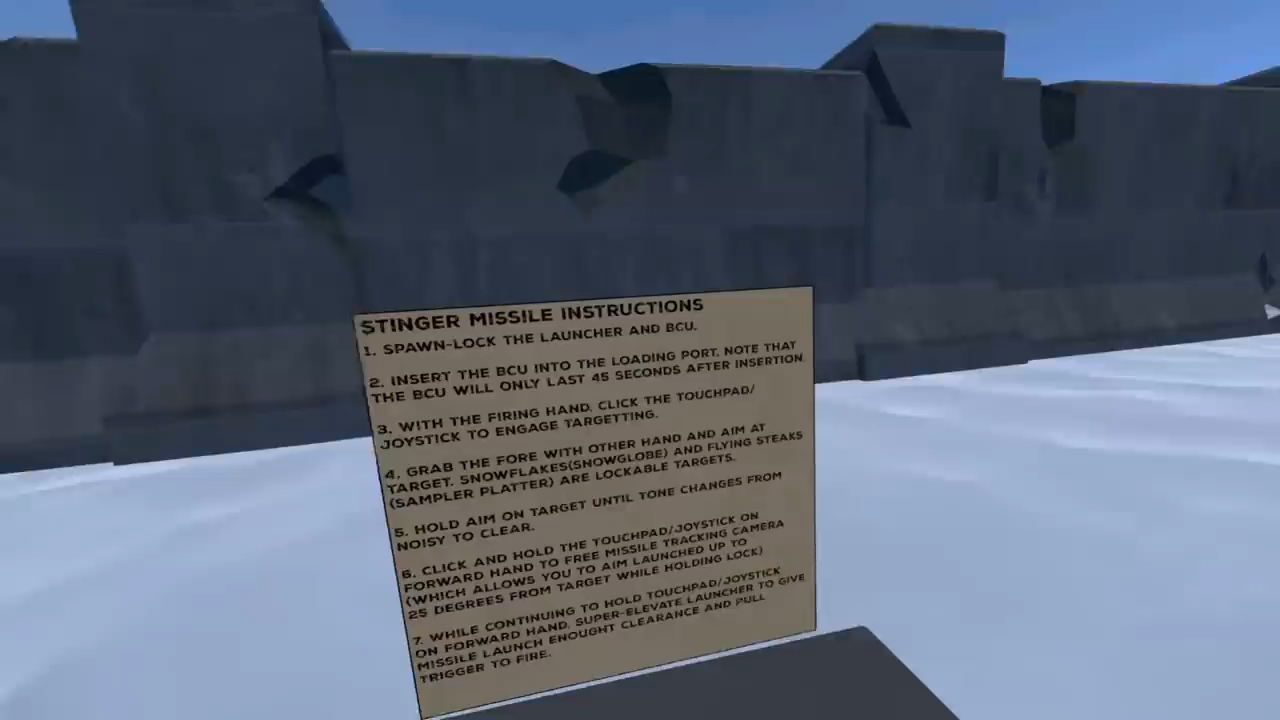 STINGER MISSILE INSTRUCTIONS
1. SPAWN-LOCK THE LAUNCHER AND BCU.
2. INSERT THE BCU INTO THE LOADING PORT. NOTE THAT
THE BCU WILL ONLY LAST 45 SECONDS AFTER INSERTION.
3. WITH THE FIRING HAND, CLICK THE TOUCHPAD/
JOYSTICK TO ENGAGE TARGETTING.
4. GRAB THE FORE WITH OTHER HAND AND AIM AT
TARGET. SNOWFLAKES(SNOWGLOBE) AND FLYING STEAKS
(SAMPLER PLATTER) ARE LOCKABLE TARGETS.
5. HOLD AIM ON TARGET UNTIL TONE CHANGES FROM
NOISY TO CLEAR.
6. CLICK AND HOLD THE TOUCHPAD/JOYSTICK ON
FORWARD HAND TO FREE MISSILE TRACKING CAMERA
(WHICH ALLOWS YOU TO AIM LAUNCHED UP TO
25 DEGREES FROM TARGET WHILE HOLDING LOCK)
7. WHILE CONTINUING TO HOLD TOUCHPAD/JOYSTICK
ON FORWARD HAND, SUPER-ELEVATE LAUNCHER TO GIVE
MISSILE LAUNCH ENOUGHT CLEARANCE AND PULL
TRIGGER TO FIRE.